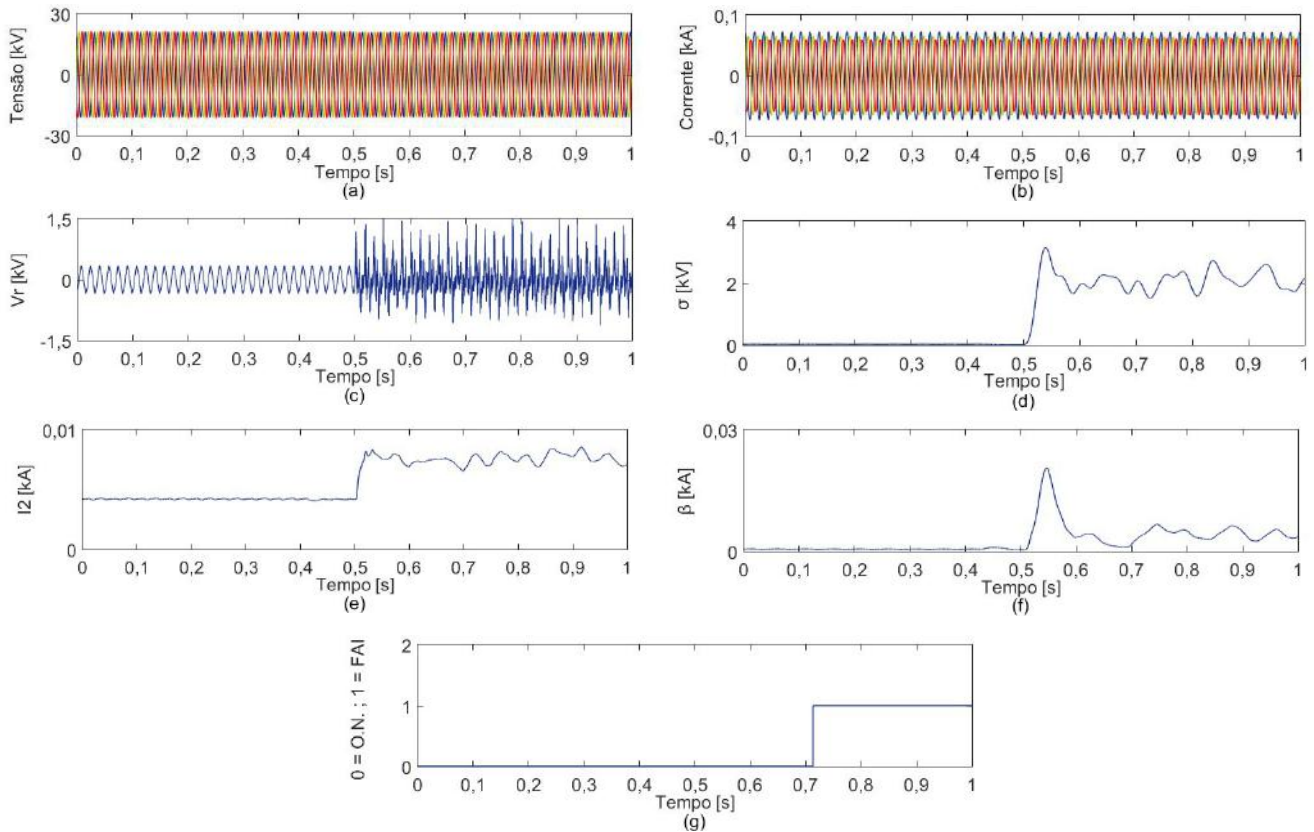 30
0
-30
Tensão [kV]
0 0,1 0,2 0,3 0,4 0,5 0,6 0,7 0,8 0,9 1
Tempo [s]
(a)
0,1
0
-0,1
Corrente [kA]
0 0,1 0,2 0,3 0,4 0,5 0,6 0,7 0,8 0,9 1
Tempo [s]
(b)
1,5
0
-1,5
Vr [kV]
0 0,1 0,2 0,3 0,4 0,5 0,6 0,7 0,8 0,9 1
Tempo [s]
(c)
4
2
0
σ [kV]
0 0,1 0,2 0,3 0,4 0,5 0,6 0,7 0,8 0,9 1
Tempo [s]
(d)
0,01
0
I2 [kA]
0 0,1 0,2 0,3 0,4 0,5 0,6 0,7 0,8 0,9 1
Tempo [s]
(e)
0,03
0
β [kA]
0 0,1 0,2 0,3 0,4 0,5 0,6 0,7 0,8 0,9 1
Tempo [s]
(f)
2
1
0
0 = O.N. ; 1 = FAI
0 0,1 0,2 0,3 0,4 0,5 0,6 0,7 0,8 0,9 1
Tempo [s]
(g)